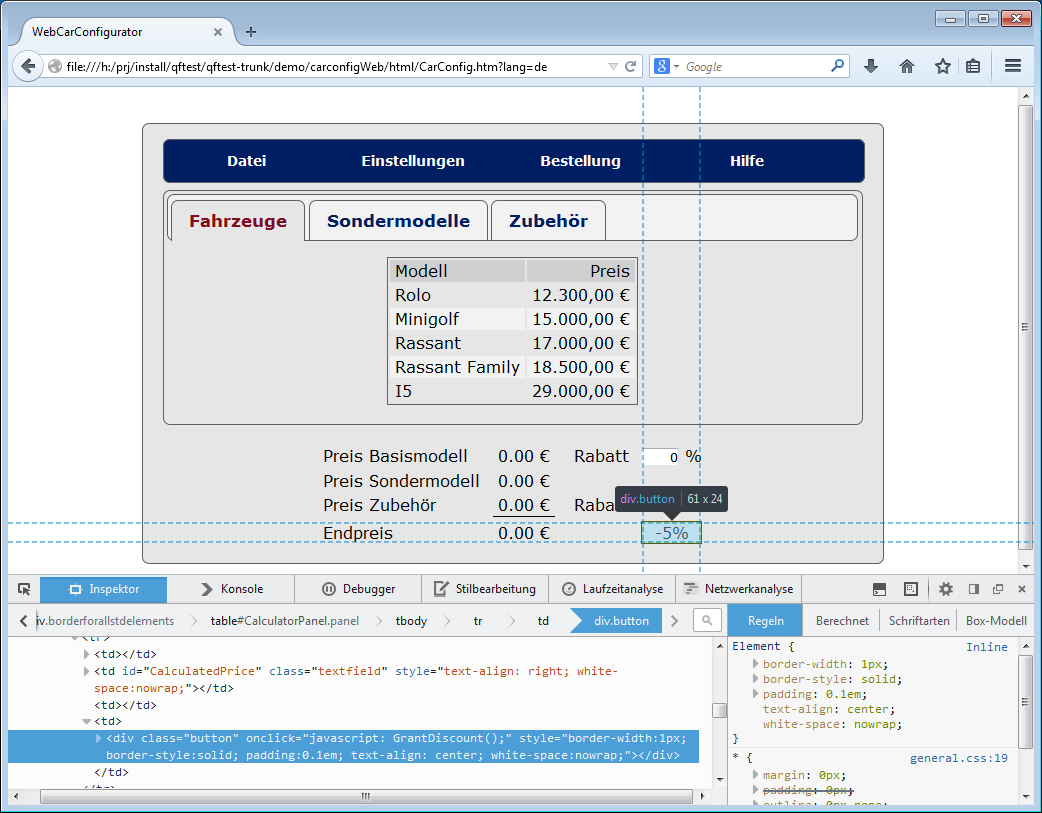 WebCarConfigurator
file:///h:/prj/install/qftest/qftest-trunk/demo/carconfigWeb/html/CarConfig.htm?lang=de
8 Google
Datei Einstellungen Bestellung Hilfe
Fahrzeuge Sondermodelle Zubehör
Modell Preis
Rolo 12.300,00 €
Minigolf 15.000,00 €
Rassant 17.000,00 €
Rassant Family 18.500,00 €
I5 29.000,00 €
Preis Basismodell 0.00 € Rabatt 0 %
Preis Sondermodell 0.00 €
Preis Zubehör 0.00 € Raba
div.button 61 x 24
Endpreis 0.00 € -5%
Inspektor Konsole Debugger Stilbearbeitung Laufzeitanalyse Netzwerkanalyse
iv.borderforallstdelements table#CalculatorPanel.panel tbody tr td div.button
Regeln Berechnet Schriftarten Box-Modell
<tr>
<td></td>
<td id="CalculatedPrice" class="textfield" style="text-align: right; white-
space:nowrap;"></td>
<td></td>
<td>
<div class="button" onclick="javascript: GrantDiscount();" style="border-width:1px;
border-style:solid; padding:0.1em; text-align: center; white-space:nowrap;"></div>
</td>
</tr>
Element { Inline
border-width: 1px;
border-style: solid;
padding: 0.1em;
text-align: center;
white-space: nowrap;
}
* { general.css:19
margin: 0px;
padding: 0px;
outline: 0px none;